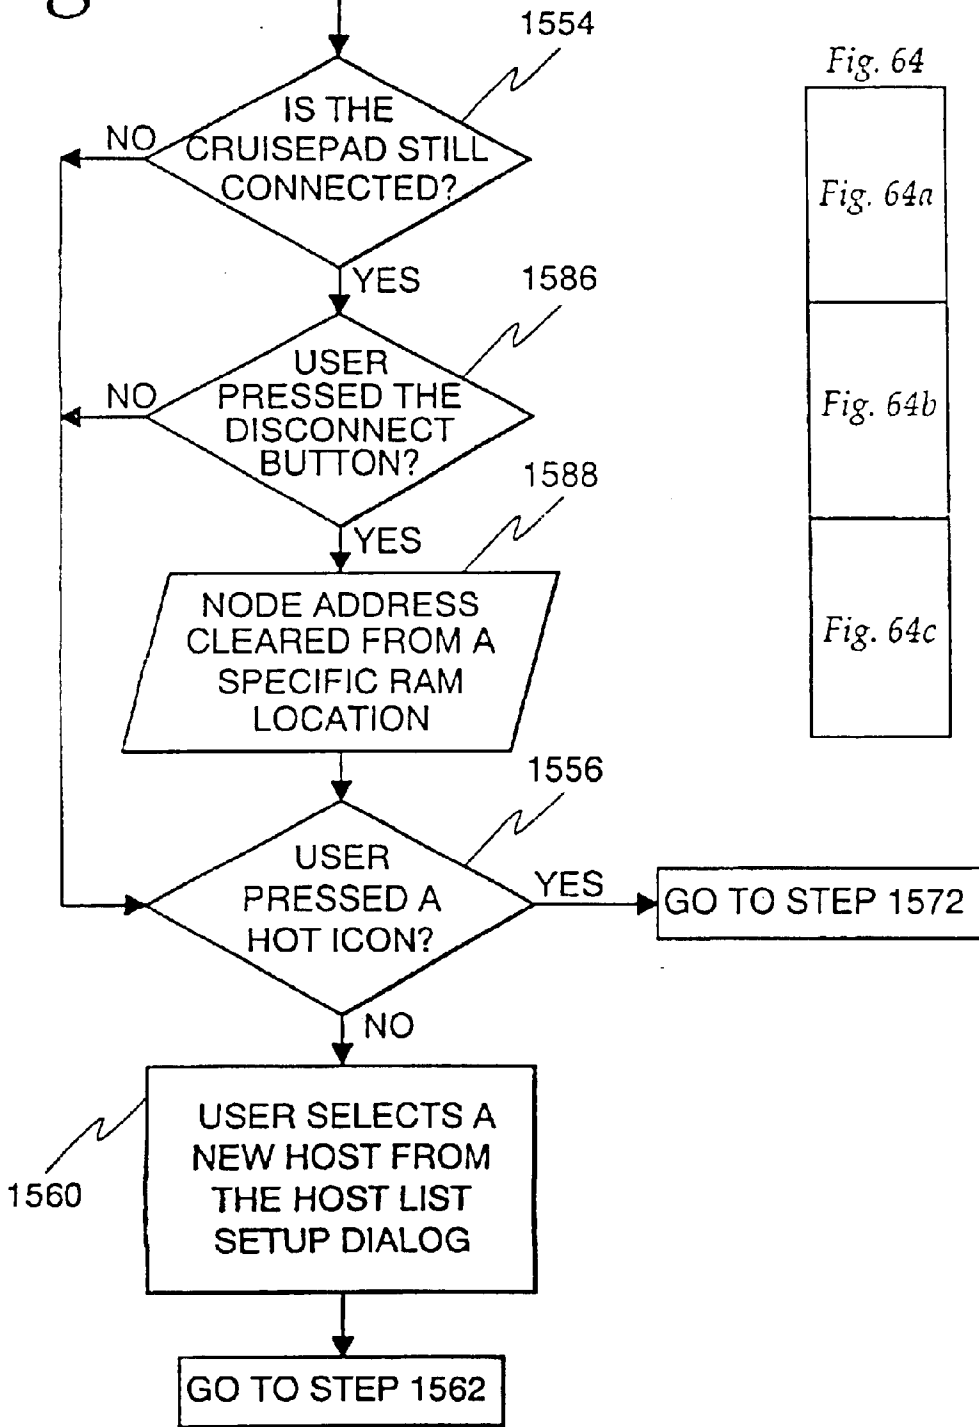 g
1554
IS THE
CRUISEPAD STILL
CONNECTED?
NO
YES
1586
USER
PRESSED THE
DISCONNECT
BUTTON?
NO
YES
1588
NODE ADDRESS
CLEARED FROM A
SPECIFIC RAM
LOCATION
1556
USER
PRESSED A
HOT ICON?
YES
GO TO STEP 1572
NO
USER SELECTS A
NEW HOST FROM
THE HOST LIST
SETUP DIALOG
1560
GO TO STEP 1562
Fig. 64
Fig. 64a
Fig. 64b
Fig. 64c